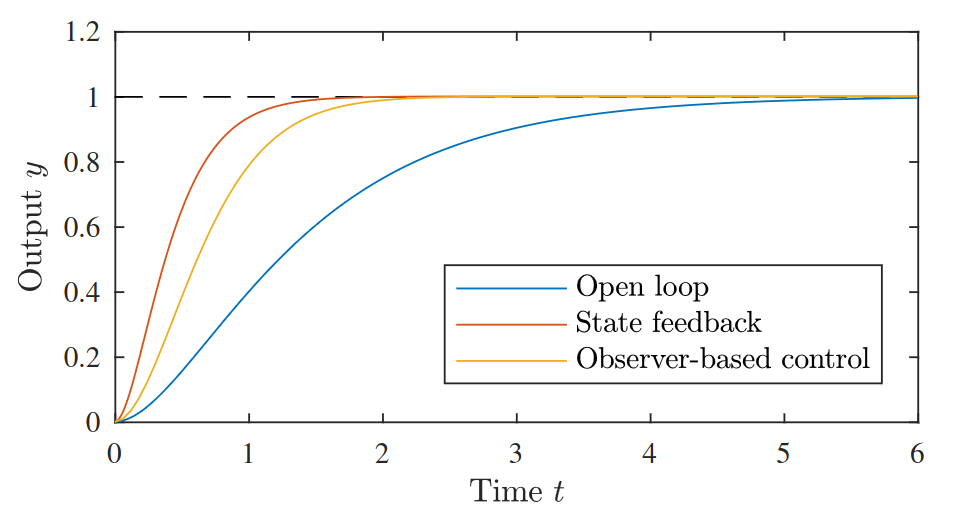 1.2
1
0.8
0.6
0.4
0.2
0
Output y
Open loop
State feedback
Observer-based control
0 1 2 3 4 5 6
Time t